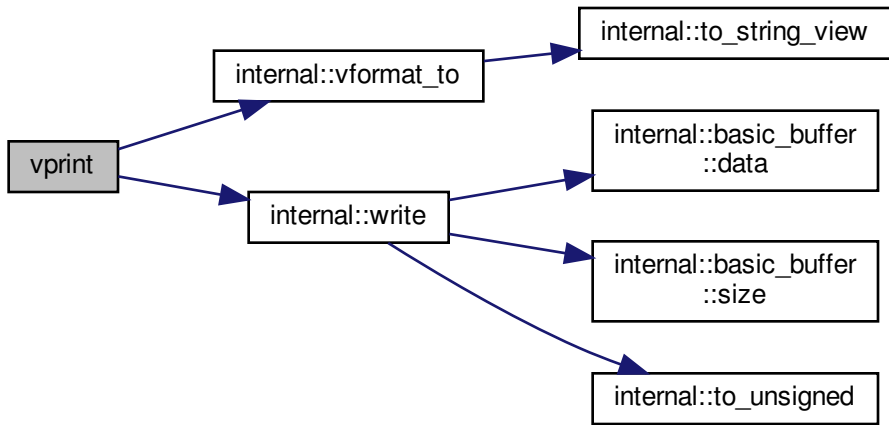 vprint
internal::vformat_to
internal::to_string_view
internal::write
internal::basic_buffer
::data
internal::basic_buffer
::size
internal::to_unsigned